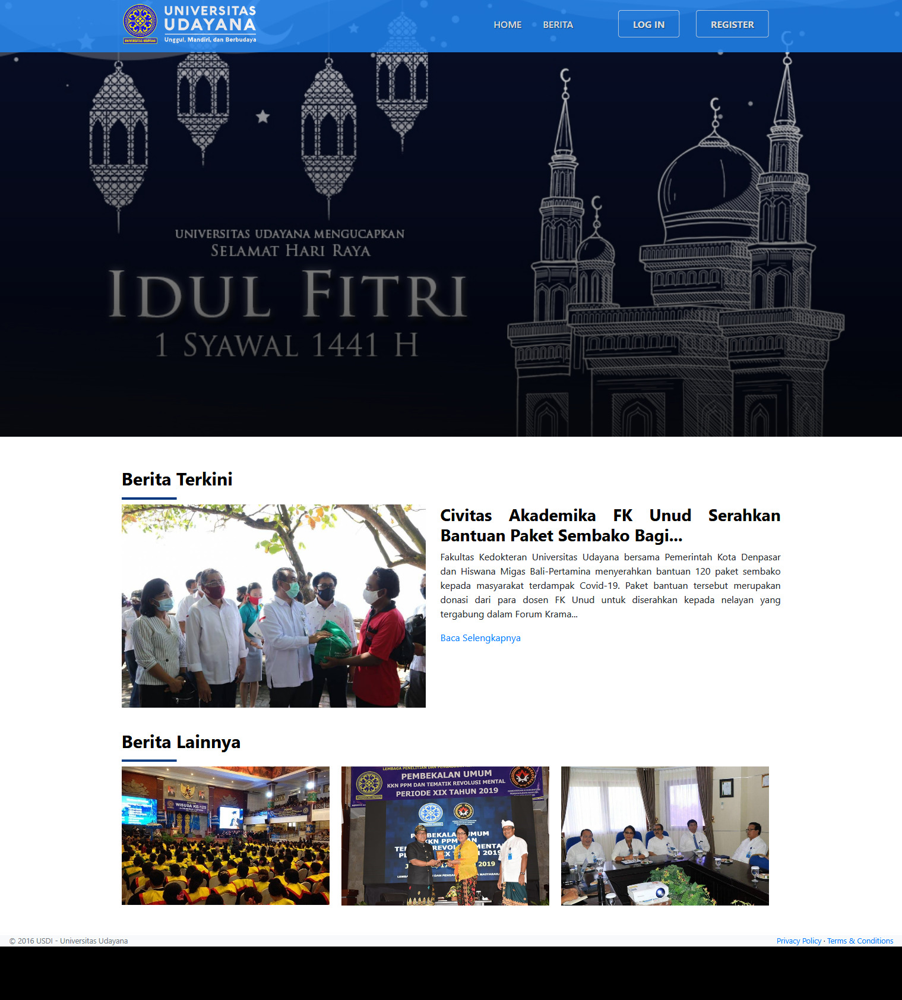 UNIVERSITAS
UDAYANA
Unggul, Mandiri, dan Berbudaya
UNIVERSITAS UDAYANA
HOME
BERITA
LOG IN
REGISTER
UNIVERSITAS UDAYANA MENGUCAPKAN
SELAMAT HARI RAYA
IDUL FITRI
1 SYAWAL 1441 H
Berita Terkini
Civitas Akademika FK Unud Serahkan
Bantuan Paket Sembako Bagi...
Fakultas Kedokteran Universitas Udayana bersama Pemerintah Kota Denpasar
dan Hiswana Migas Bali-Pertamina menyerahkan bantuan 120 paket sembako
kepada masyarakat terdampak Covid-19. Paket bantuan tersebut merupakan
donasi dari para dosen FK Unud untuk diserahkan kepada nelayan yang
tergabung dalam Forum Krama...
Baca Selengkapnya
Berita Lainnya
WISUDA KE-125
LEMBAGA PENELITIAN DAN
PEMBEKALAN UMUM
KKN PPM DAN TEMATIK REVOLUSI MENTAL
PERIODE XIX TAHUN 2019
© 2016 USDI - Universitas Udayana
Privacy Policy · Terms & Conditions